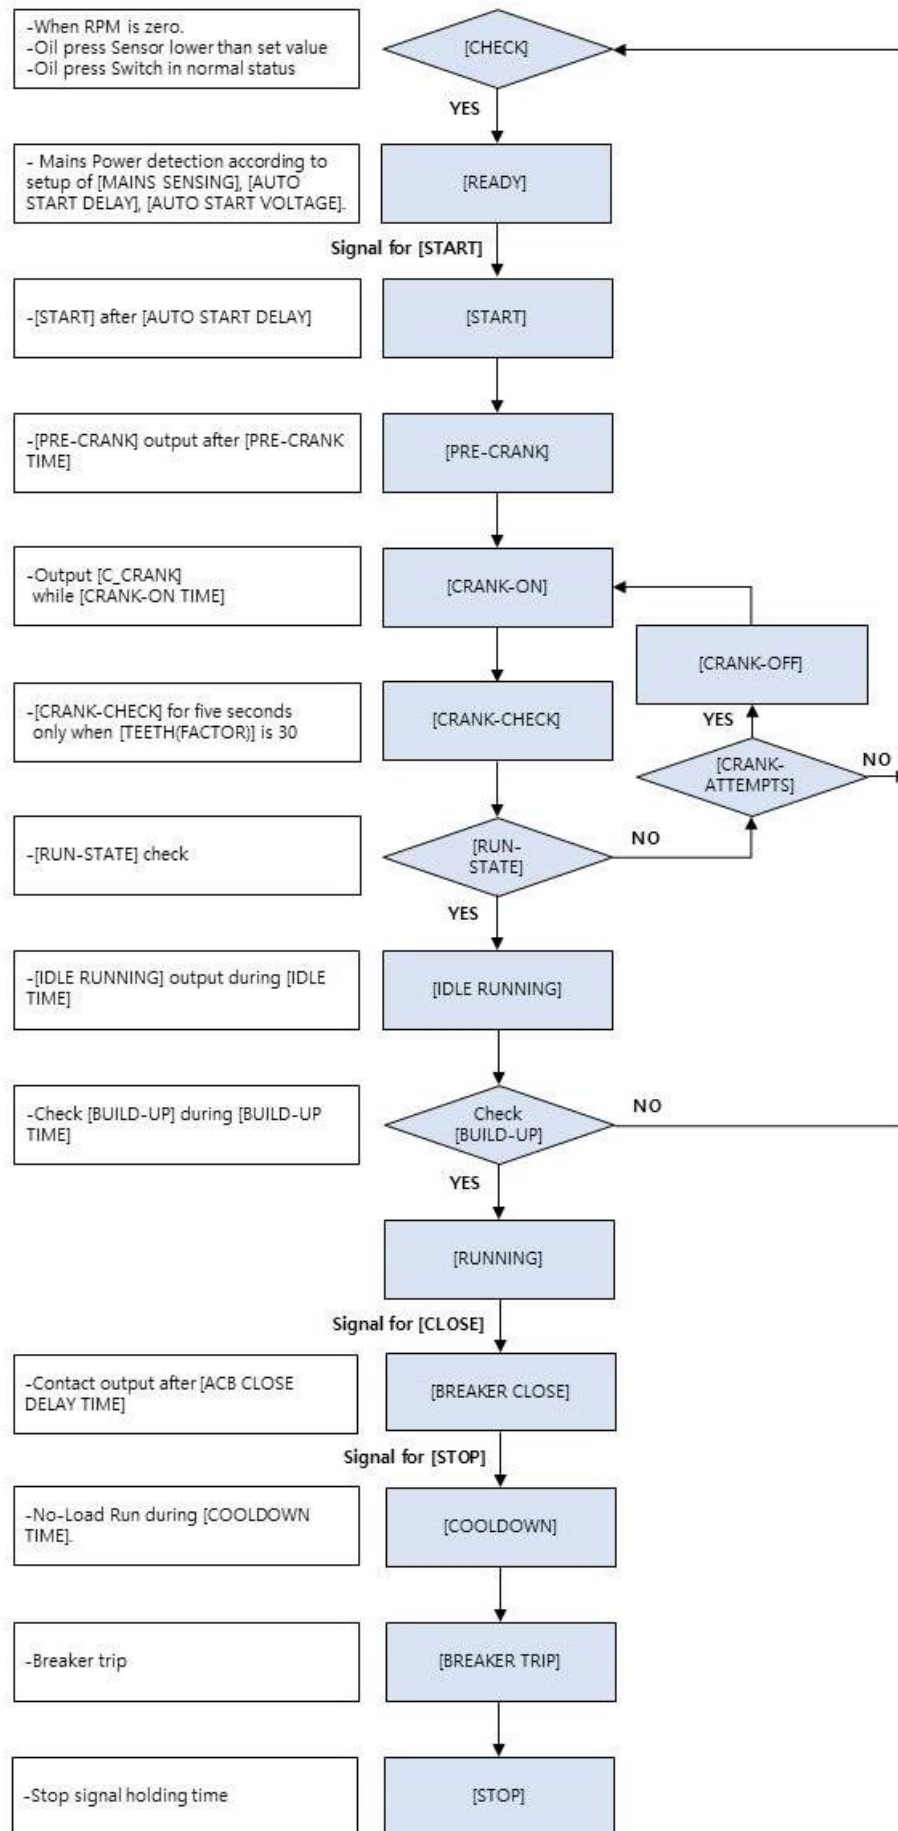 -When RPM is zero.
-Oil press Sensor lower than set value
-Oil press Switch in normal status
[CHECK]
YES
- Mains Power detection according to
setup of [MAINS SENSING], [AUTO
START DELAY], [AUTO START VOLTAGE].
[READY]
Signal for [START]
-[START] after [AUTO START DELAY]
[START]
-[PRE-CRANK] output after [PRE-CRANK
TIME]
[PRE-CRANK]
-Output [C_CRANK]
while [CRANK-ON TIME]
[CRANK-ON]
[CRANK-OFF]
-[CRANK-CHECK] for five seconds
only when [TEETH(FACTOR)] is 30
[CRANK-CHECK]
YES
[CRANK-
ATTEMPTS]
NO
-[RUN-STATE] check
[RUN-
STATE]
NO
YES
-[IDLE RUNNING] output during [IDLE
TIME]
[IDLE RUNNING]
-Check [BUILD-UP] during [BUILD-UP
TIME]
Check
[BUILD-UP]
NO
YES
[RUNNING]
Signal for [CLOSE]
-Contact output after [ACB CLOSE
DELAY TIME]
[BREAKER CLOSE]
Signal for [STOP]
-No-Load Run during [COOLDOWN
TIME].
[COOLDOWN]
-Breaker trip
[BREAKER TRIP]
-Stop signal holding time
[STOP]